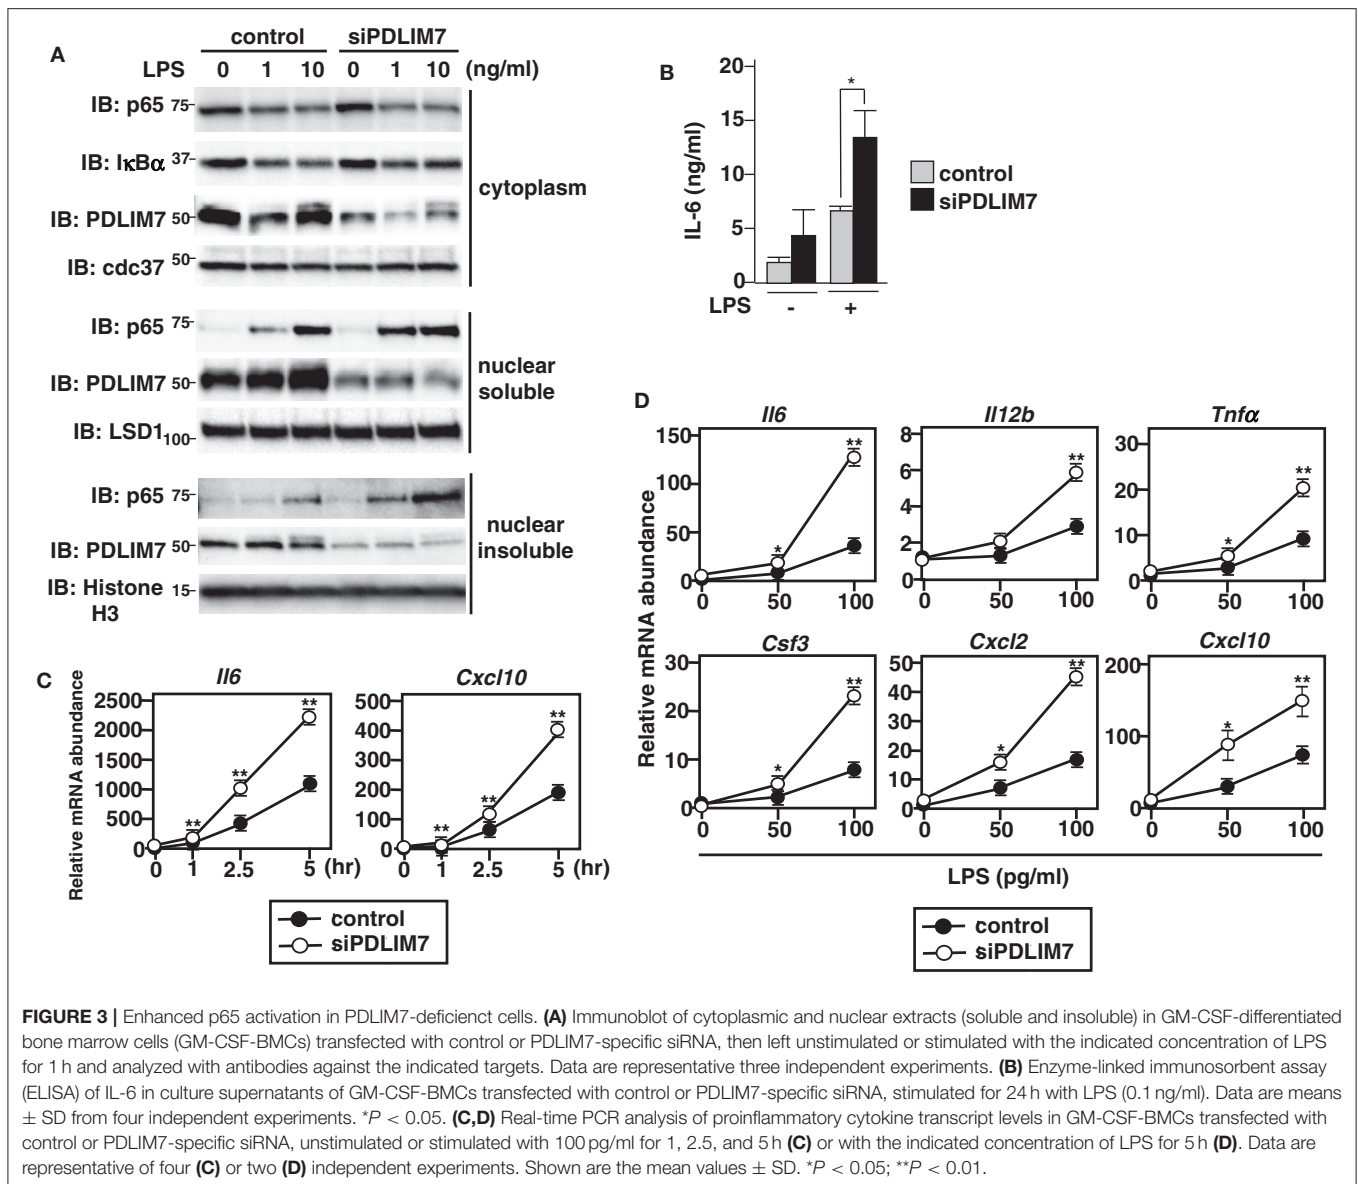 A
control siPDLIM7
LPS 0 1 10 0 1 10 (ng/ml)
IB: p65 75-
IB: IκBα 37-
IB: PDLIM7 50-
IB: cdc37 50-
cytoplasm
IB: p65 75-
IB: PDLIM7 50-
IB: LSD1 100-
nuclear
soluble
IB: p65 75-
IB: PDLIM7 50-
IB: Histone 15-
H3
nuclear
insoluble
B
IL-6 (ng/ml)
20
15
10
5
0
*
LPS - +
control
siPDLIM7
C
Relative mRNA abundance
Il6
2500
2000
1500
1000
500
0
** ** **
0 1 2.5 5 (hr)
Cxcl10
500
400
300
200
100
0
** ** **
0 1 2.5 5 (hr)
control
siPDLIM7
D
Relative mRNA abundance
Il6
150
100
50
0
* **
0 50 100
Il12b
8
6
4
2
0
**
0 50 100
Tnfα
30
20
10
0
* **
0 50 100
Relative mRNA abundance
Csf3
30
20
10
0
* **
0 50 100
Cxcl2
50
40
30
20
10
0
* **
0 50 100
Cxcl10
200
100
0
* **
0 50 100
LPS (pg/ml)
control
siPDLIM7
FIGURE 3 | Enhanced p65 activation in PDLIM7-deficienct cells. (A) Immunoblot of cytoplasmic and nuclear extracts (soluble and insoluble) in GM-CSF-differentiated
bone marrow cells (GM-CSF-BMCs) transfected with control or PDLIM7-specific siRNA, then left unstimulated or stimulated with the indicated concentration of LPS
for 1 h and analyzed with antibodies against the indicated targets. Data are representative three independent experiments. (B) Enzyme-linked immunosorbent assay
(ELISA) of IL-6 in culture supernatants of GM-CSF-BMCs transfected with control or PDLIM7-specific siRNA, stimulated for 24 h with LPS (0.1 ng/ml). Data are means
± SD from four independent experiments. *P < 0.05. (C,D) Real-time PCR analysis of proinflammatory cytokine transcript levels in GM-CSF-BMCs transfected with
control or PDLIM7-specific siRNA, unstimulated or stimulated with 100 pg/ml for 1, 2.5, and 5 h (C) or with the indicated concentration of LPS for 5 h (D). Data are
representative of four (C) or two (D) independent experiments. Shown are the mean values ± SD. *P < 0.05; **P < 0.01.